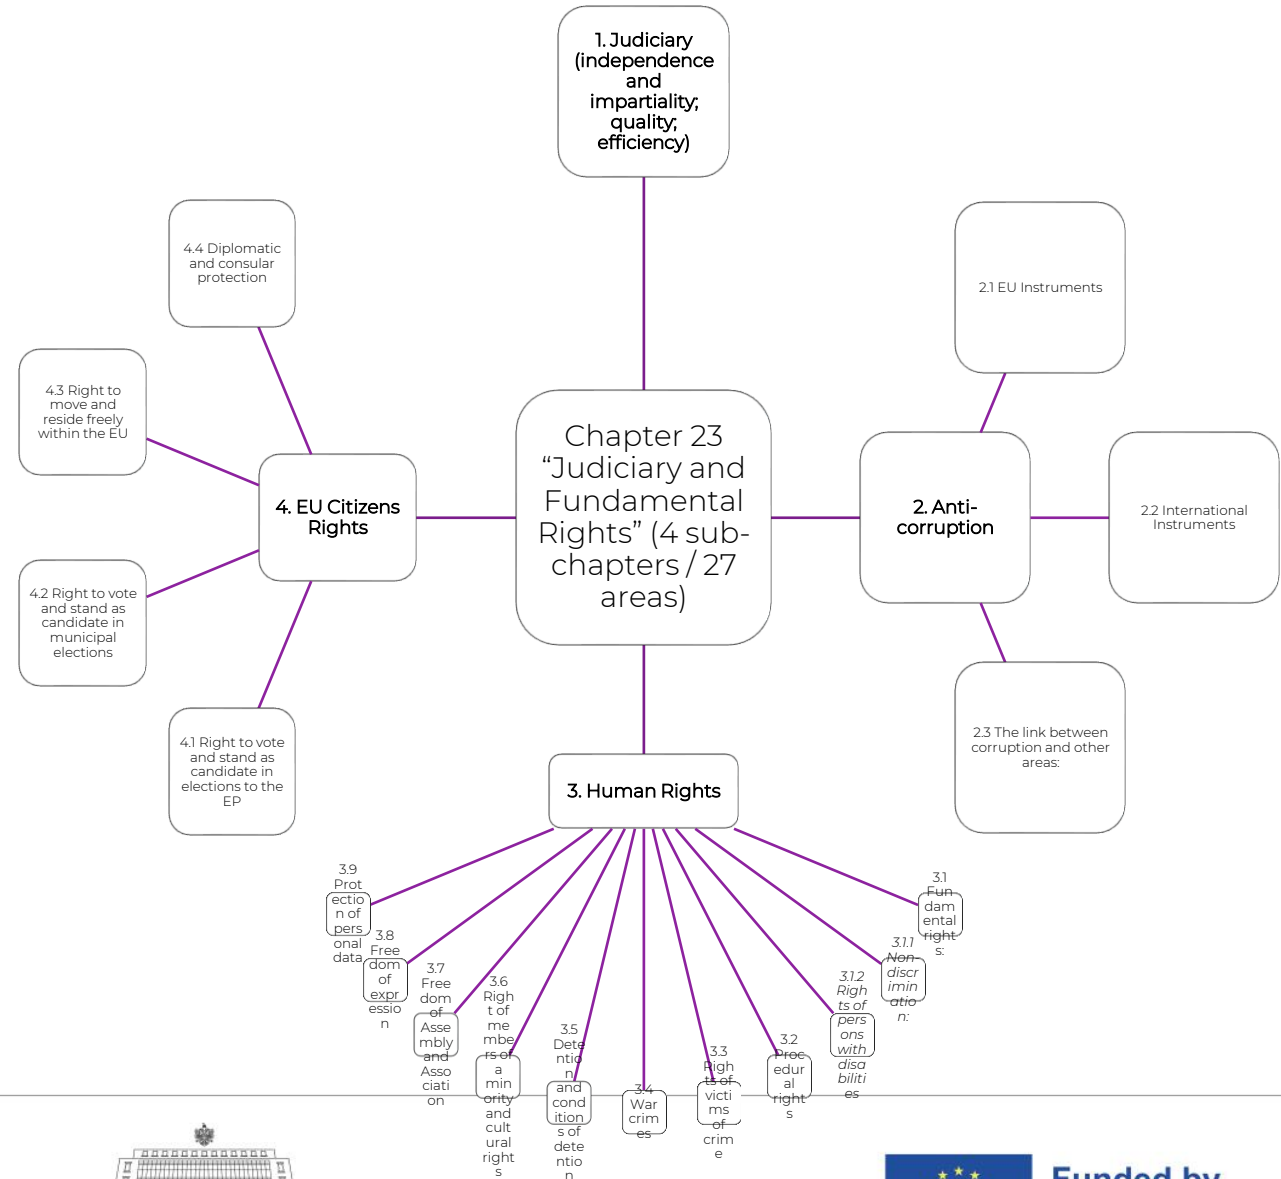 1. Judiciary
(independence
and
impartiality;
quality;
efficiency)
4.4 Diplomatic
and consular
protection
2.1 EU Instruments
4.3 Right to
move and
reside freely
within the EU
Chapter 23
“Judiciary and
Fundamental
Rights” (4 sub-
chapters / 27
areas)
4. EU Citizens
Rights
2. Anti-
corruption
2.2 International
Instruments
4.2 Right to vote
and stand as
candidate in
municipal
elections
4.1 Right to vote
and stand as
candidate in
elections to the
EP
2.3 The link between
corruption and other
areas:
3. Human Rights
3.9
Prot
ectio
n of
pers
onal
data
3.8
Free
dom
of
expr
essio
n
3.7
Free
dom
of
Asse
mbly
and
Asso
ciati
on
3.6
Righ
t of
me
mbe
rs of
a
min
ority
and
cult
ural
right
s
3.5
Dete
ntio
n
and
cond
ition
s of
dete
ntio
n
3.4
War
crim
es
3.3
Righ
ts of
victi
ms
of
crim
e
3.2
Proc
edur
al
right
s
3.1.2
Righ
ts of
pers
ons
with
disa
biliti
es
3.1.1
Non-
discr
imin
atio
n:
3.1
Fun
dam
ental
right
s:
Funded by